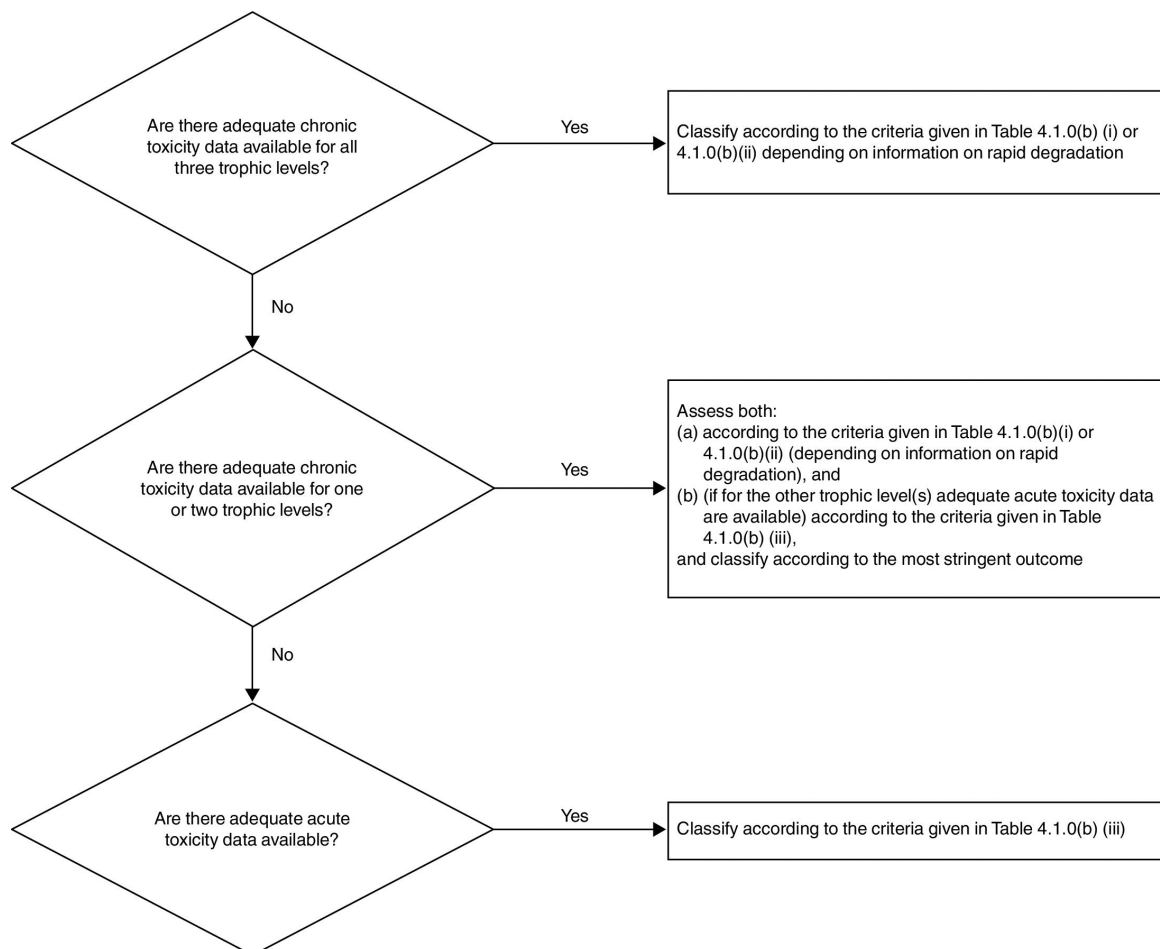 Are there adequate chronic
toxicity data available for all
three trophic levels?
Yes
Classify according to the criteria given in Table 4.1.0(b) (i) or
4.1.0(b)(ii) depending on information on rapid degradation
No
Are there adequate chronic
toxicity data available for one
or two trophic levels?
Yes
Assess both:
(a) according to the criteria given in Table 4.1.0(b)(i) or
4.1.0(b)(ii) (depending on information on rapid
degradation), and
(b) (if for the other trophic level(s) adequate acute toxicity data
are available) according to the criteria given in Table
4.1.0(b) (iii),
and classify according to the most stringent outcome
No
Are there adequate acute
toxicity data available?
Yes
Classify according to the criteria given in Table 4.1.0(b) (iii)